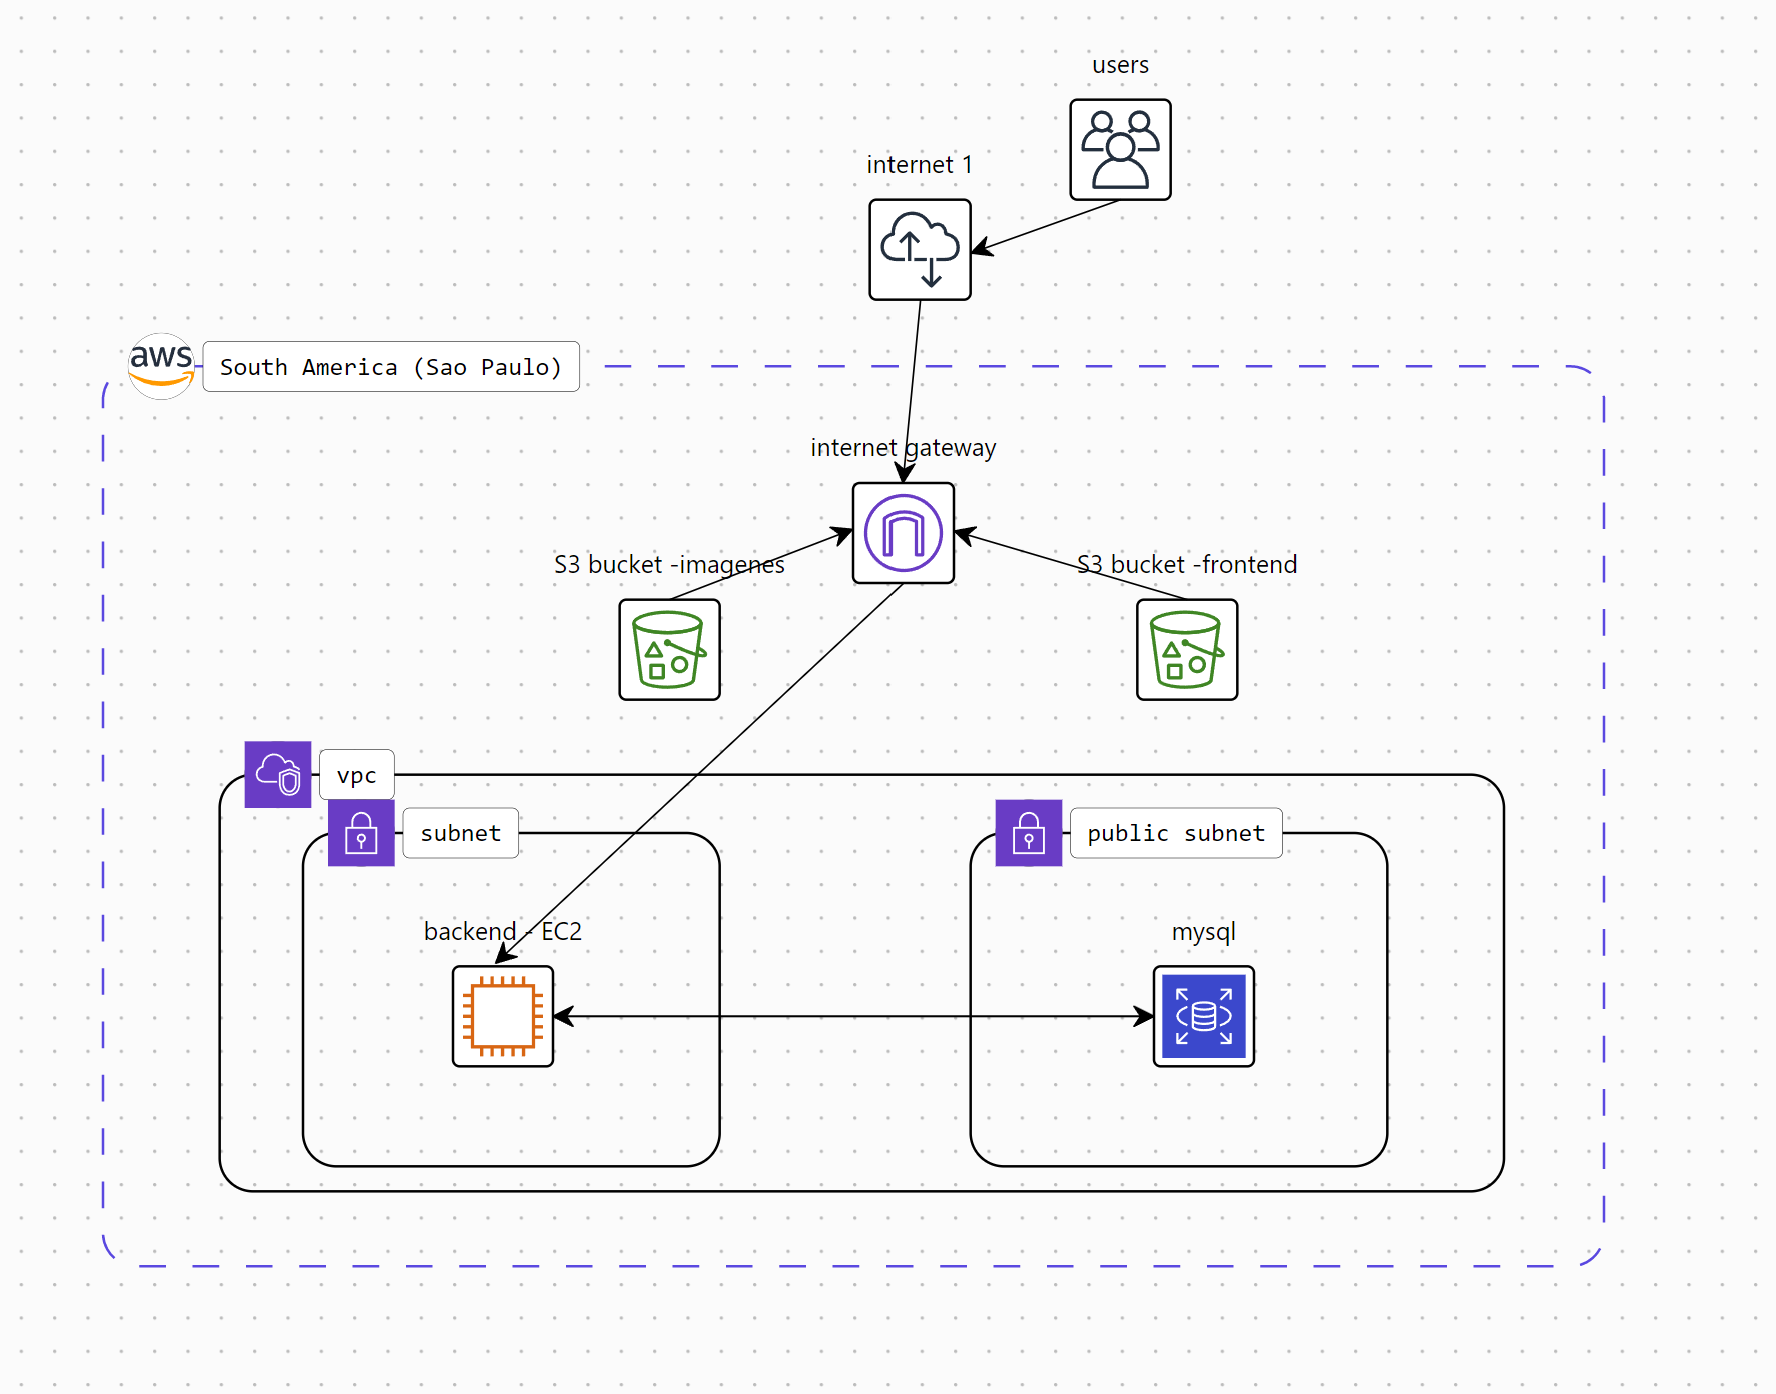 users
internet 1
aws
South America (Sao Paulo)
internet gateway
S3 bucket -imagenes
S3 bucket -frontend
vpc
subnet
public subnet
backend - EC2
mysql